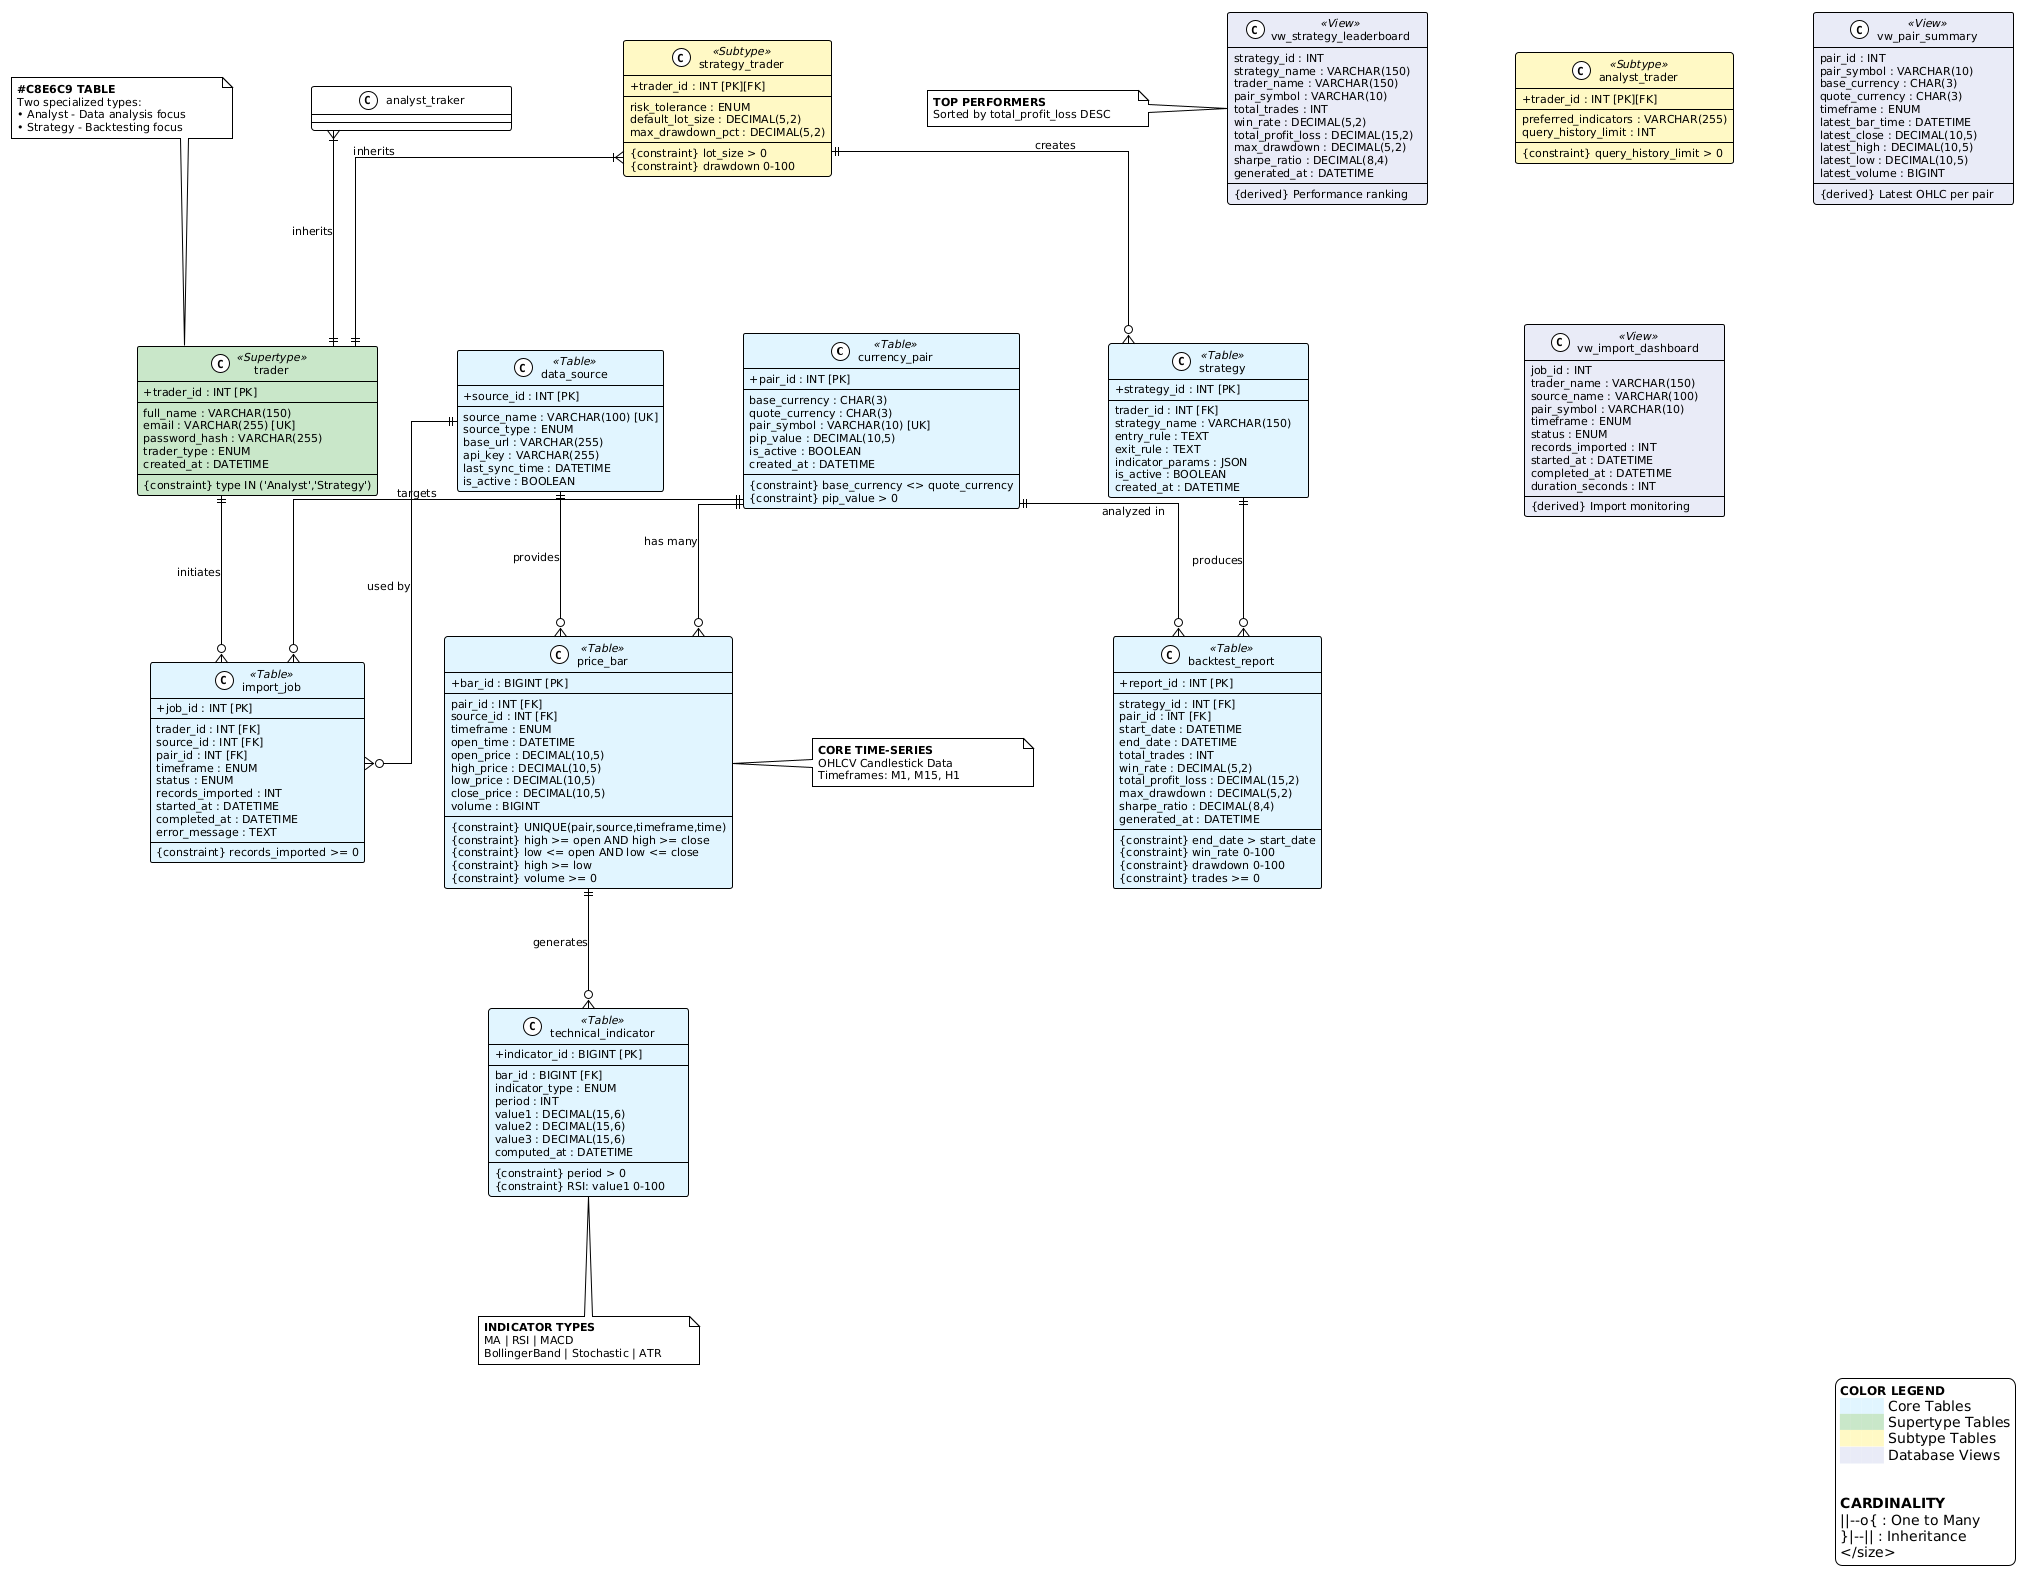 #C8E6C9 TABLE
Two specialized types:
• Analyst - Data analysis focus
• Strategy - Backtesting focus
C analyst_traker
«Subtype»
C strategy_trader
+trader_id : INT [PK][FK]
risk_tolerance : ENUM
default_lot_size : DECIMAL(5,2)
max_drawdown_pct : DECIMAL(5,2)
{constraint} lot_size > 0
{constraint} drawdown 0-100
TOP PERFORMERS
Sorted by total_profit_loss DESC
«View»
C vw_strategy_leaderboard
strategy_id : INT
strategy_name : VARCHAR(150)
trader_name : VARCHAR(150)
pair_symbol : VARCHAR(10)
total_trades : INT
win_rate : DECIMAL(5,2)
total_profit_loss : DECIMAL(15,2)
max_drawdown : DECIMAL(5,2)
sharpe_ratio : DECIMAL(8,4)
generated_at : DATETIME
{derived} Performance ranking
«Subtype»
C analyst_trader
+trader_id : INT [PK][FK]
preferred_indicators : VARCHAR(255)
query_history_limit : INT
{constraint} query_history_limit > 0
«View»
C vw_pair_summary
pair_id : INT
pair_symbol : VARCHAR(10)
base_currency : CHAR(3)
quote_currency : CHAR(3)
timeframe : ENUM
latest_bar_time : DATETIME
latest_close : DECIMAL(10,5)
latest_high : DECIMAL(10,5)
latest_low : DECIMAL(10,5)
latest_volume : BIGINT
{derived} Latest OHLC per pair
inherits
inherits
creates
«Supertype»
C trader
+trader_id : INT [PK]
full_name : VARCHAR(150)
email : VARCHAR(255) [UK]
password_hash : VARCHAR(255)
trader_type : ENUM
created_at : DATETIME
{constraint} type IN ('Analyst','Strategy')
«Table»
C data_source
+source_id : INT [PK]
source_name : VARCHAR(100) [UK]
source_type : ENUM
base_url : VARCHAR(255)
api_key : VARCHAR(255)
last_sync_time : DATETIME
is_active : BOOLEAN
«Table»
C currency_pair
+pair_id : INT [PK]
base_currency : CHAR(3)
quote_currency : CHAR(3)
pair_symbol : VARCHAR(10) [UK]
pip_value : DECIMAL(10,5)
is_active : BOOLEAN
created_at : DATETIME
{constraint} base_currency <> quote_currency
{constraint} pip_value > 0
«Table»
C strategy
+strategy_id : INT [PK]
trader_id : INT [FK]
strategy_name : VARCHAR(150)
entry_rule : TEXT
exit_rule : TEXT
indicator_params : JSON
is_active : BOOLEAN
created_at : DATETIME
«View»
C vw_import_dashboard
job_id : INT
trader_name : VARCHAR(150)
source_name : VARCHAR(100)
pair_symbol : VARCHAR(10)
timeframe : ENUM
status : ENUM
records_imported : INT
started_at : DATETIME
completed_at : DATETIME
duration_seconds : INT
{derived} Import monitoring
targets
analyzed in
has many
provides
produces
initiates
used by
«Table»
C import_job
+job_id : INT [PK]
trader_id : INT [FK]
source_id : INT [FK]
pair_id : INT [FK]
timeframe : ENUM
status : ENUM
records_imported : INT
started_at : DATETIME
completed_at : DATETIME
error_message : TEXT
{constraint} records_imported >= 0
«Table»
C price_bar
+bar_id : BIGINT [PK]
pair_id : INT [FK]
source_id : INT [FK]
timeframe : ENUM
open_time : DATETIME
open_price : DECIMAL(10,5)
high_price : DECIMAL(10,5)
low_price : DECIMAL(10,5)
close_price : DECIMAL(10,5)
volume : BIGINT
{constraint} UNIQUE(pair,source,timeframe,time)
{constraint} high >= open AND high >= close
{constraint} low <= open AND low <= close
{constraint} high >= low
{constraint} volume >= 0
CORE TIME-SERIES
OHLCV Candlestick Data
Timeframes: M1, M15, H1
«Table»
C backtest_report
+report_id : INT [PK]
strategy_id : INT [FK]
pair_id : INT [FK]
start_date : DATETIME
end_date : DATETIME
total_trades : INT
win_rate : DECIMAL(5,2)
total_profit_loss : DECIMAL(15,2)
max_drawdown : DECIMAL(5,2)
sharpe_ratio : DECIMAL(8,4)
generated_at : DATETIME
{constraint} end_date > start_date
{constraint} win_rate 0-100
{constraint} drawdown 0-100
{constraint} trades >= 0
generates
«Table»
C technical_indicator
+indicator_id : BIGINT [PK]
bar_id : BIGINT [FK]
indicator_type : ENUM
period : INT
value1 : DECIMAL(15,6)
value2 : DECIMAL(15,6)
value3 : DECIMAL(15,6)
computed_at : DATETIME
{constraint} period > 0
{constraint} RSI: value1 0-100
INDICATOR TYPES
MA | RSI | MACD
BollingerBand | Stochastic | ATR
COLOR LEGEND
Core Tables
Supertype Tables
Subtype Tables
Database Views
CARDINALITY
||--o{ : One to Many
}|--|| : Inheritance
</size>